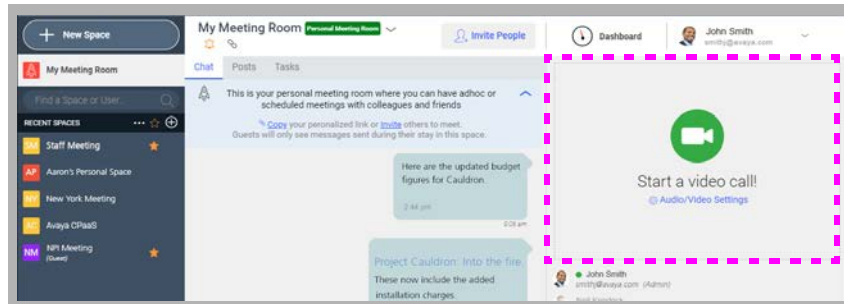 New Space
My Meeting Room
Find a Space or User...
RECENT SPACES
SM Staff Meeting
AP Aaron's Personal Space
NY New York Meeting
AC Avaya CPaaS
NM NPI Meeting
(Guest)
My Meeting Room Personal Meeting Room
Invite People
Chat Posts Tasks
This is your personal meeting room where you can have adhoc or
scheduled meetings with colleagues and friends
Copy your peronalized link or Invite others to meet.
Guests will only see messages sent during their stay in this space.
Here are the updated budget
figures for Cauldron.
2:44 pm
Project Cauldron: Into the fire.
These now include the added
installation charges.
Dashboard
John Smith
smithj@avaya.com
Start a video call!
Audio/Video Settings
John Smith
smithj@avaya.com (Admin)